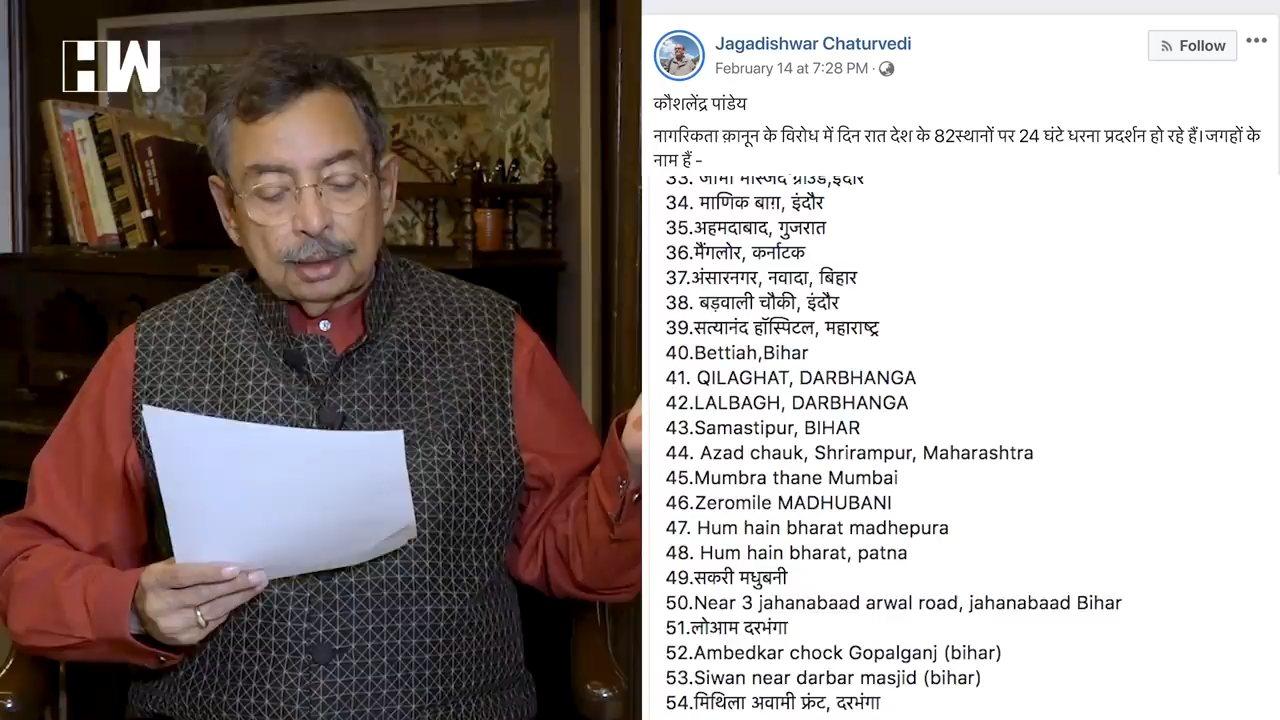 HW
Jagadishwar Chaturvedi
Follow
February 14 at 7:28 PM
कौशलेंद्र पांडेय
नागरिकता क़ानून के विरोध में दिन रात देश के 82स्थानों पर 24 घंटे धरना प्रदर्शन हो रहे हैं।जगहों के
नाम हैं -
33. जामा मस्जिद ग्राउंड,इंदौर
34. माणिक बाग़, इंदौर
35.अहमदाबाद, गुजरात
36.मैंगलोर, कर्नाटक
37.अंसारनगर, नवादा, बिहार
38. बड़वाली चौकी, इंदौर
39.सत्यानंद हॉस्पिटल, महाराष्ट्र
40.Bettiah,Bihar
41. QILAGHAT, DARBHANGA
42.LALBAGH, DARBHANGA
43.Samastipur, BIHAR
44. Azad chauk, Shrirampur, Maharashtra
45.Mumbra thane Mumbai
46.Zeromile MADHUBANI
47. Hum hain bharat madhepura
48. Hum hain bharat, patna
49.सकरी मधुबनी
50.Near 3 jahanabaad arwal road, jahanabaad Bihar
51.लोआम दरभंगा
52.Ambedkar chock Gopalganj (bihar)
53.Siwan near darbar masjid (bihar)
54.मिथिला अवामी फ्रंट, दरभंगा